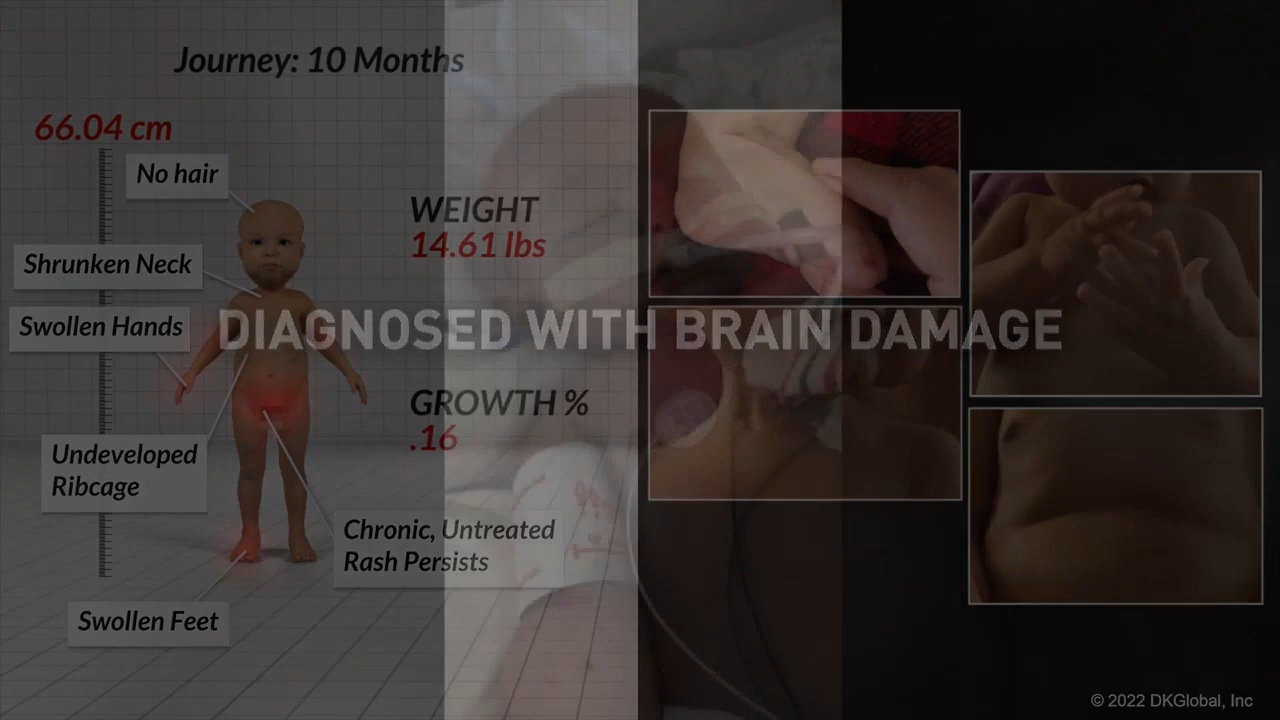 Journey: 10 Months
66.04 cm
No hair
WEIGHT
14.61 lbs
Shrunken Neck
Swollen Hands
DIAGNOSED WITH BRAIN DAMAGE
GROWTH %
.16
Undeveloped
Ribcage
Chronic, Untreated
Rash Persists
Swollen Feet
© 2022 DKGlobal, Inc